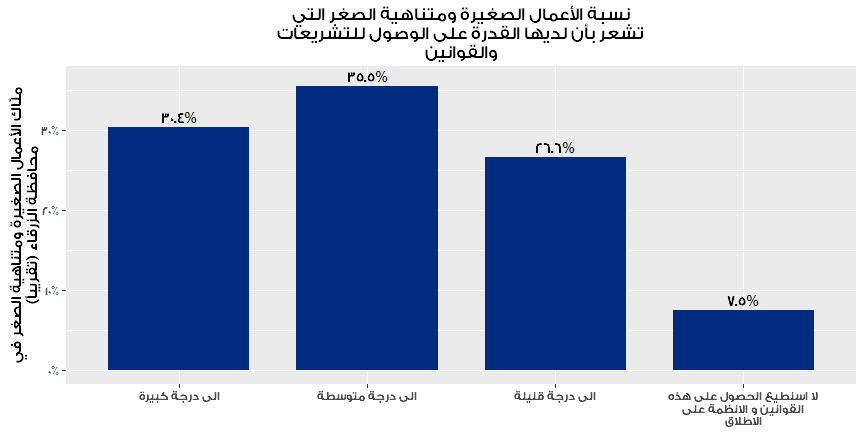 نسبة الأعمال الصغيرة ومتناهية الصغر التي
تشعر بأن لديها القدرة على الوصول للتشريعات
والقوانين
ملّاك الأعمال الصغيرة ومتناهية الصغر في
محافظة الزرقاء (تقريبا)
٣٠%
٢٠%
١٠%
٠%
٣٠.٤%
٣٥.٥%
٢٦.٦%
٧.٥%
الى درجة كبيرة
الى درجة متوسطة
الى درجة قليلة
لا استطيع الحصول على هذه
القوانين و الانظمة على
الاطلاق